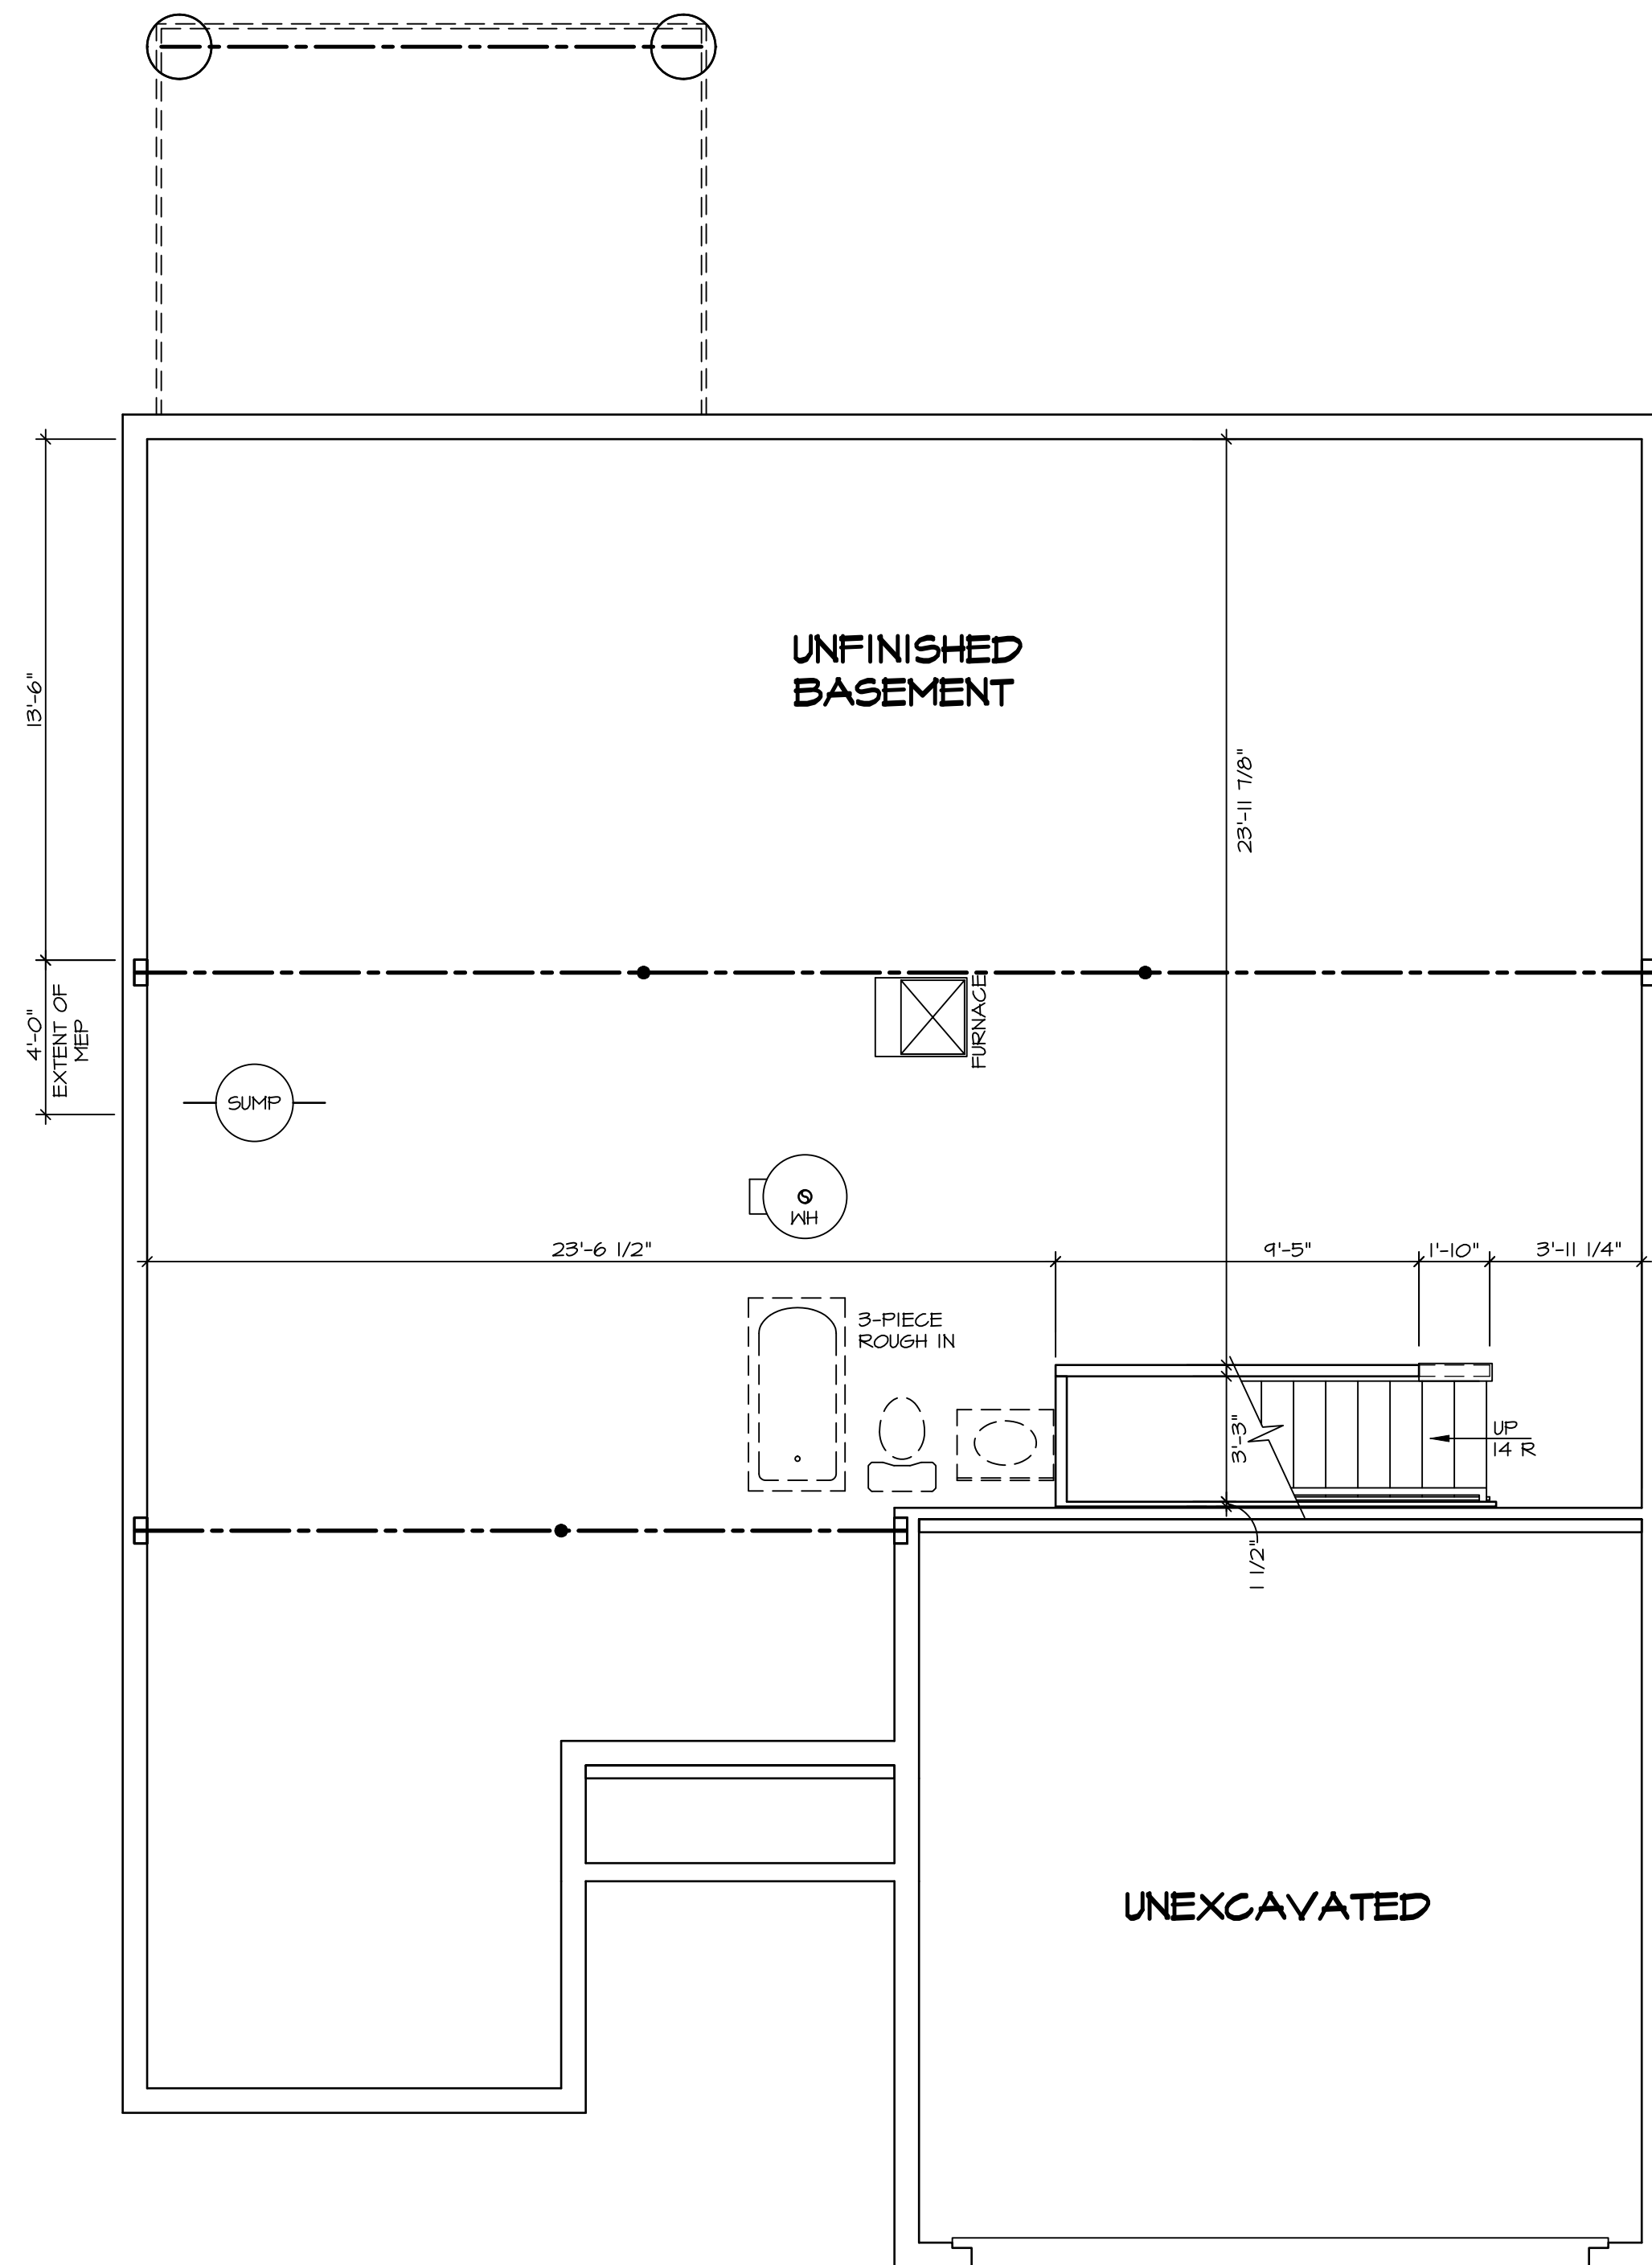 UNFINISHED
BASEMENT
13'-6"
23'-11 7/8"
4'-0"
EXTENT OF
MEP
FURNACE
SUMP
WH
23'-6 1/2"
9'-5"
1'-10"
3'-11 1/4"
3-PIECE
ROUGH IN
3'-3"
UP
14 R
1 1/2"
UNEXCAVATED